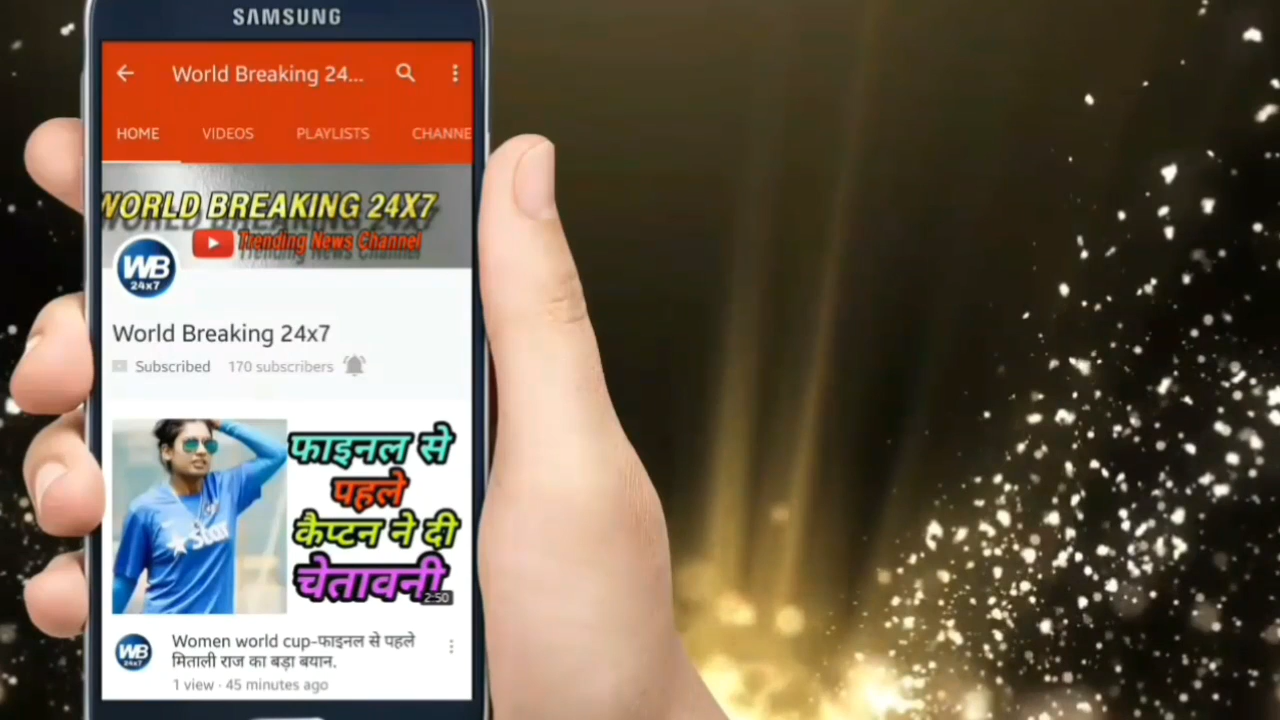 SAMSUNG
World Breaking 24...
HOME VIDEOS PLAYLISTS CHANNE
WORLD BREAKING 24X7
Trending News Channel
WB
24x7
World Breaking 24x7
Subscribed 170 subscribers
Star
फाइनल से
पहले
कैप्टन ने दी
चेतावनी
2:50
WB
24x7
Women world cup-फाइनल से पहले
मिताली राज का बड़ा बयान.
1 view · 45 minutes ago